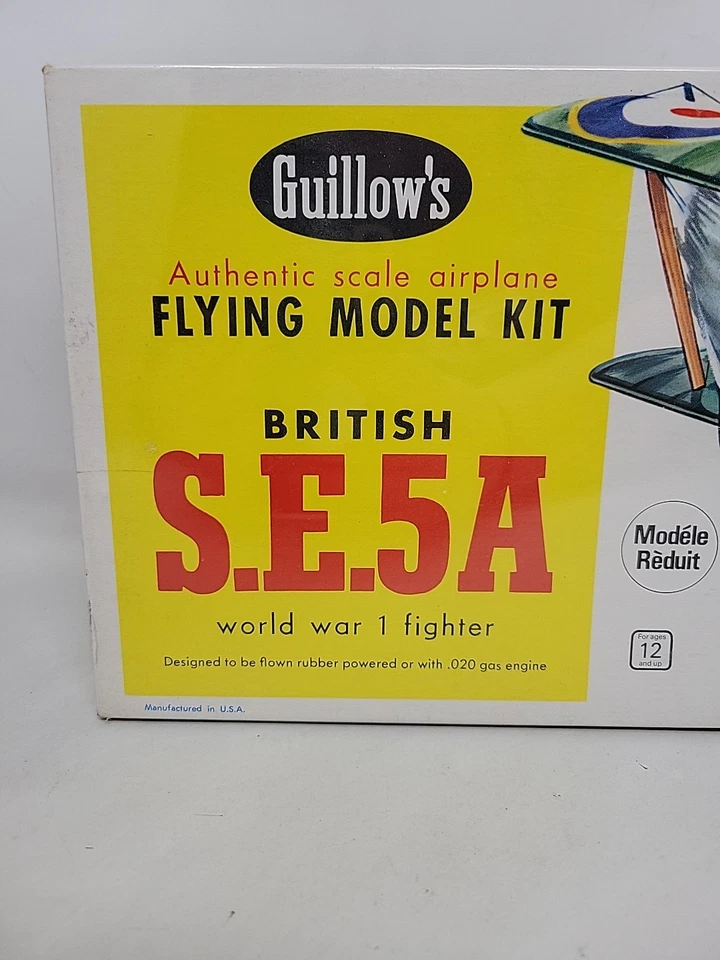 Guillow's
Authentic scale airplane
FLYING MODEL KIT
BRITISH
S.E.5A
world war 1 fighter
Designed to be flown rubber powered or with .020 gas engine
Manufactured in U.S.A.
Modéle
Rèduit
For ages
12
and up